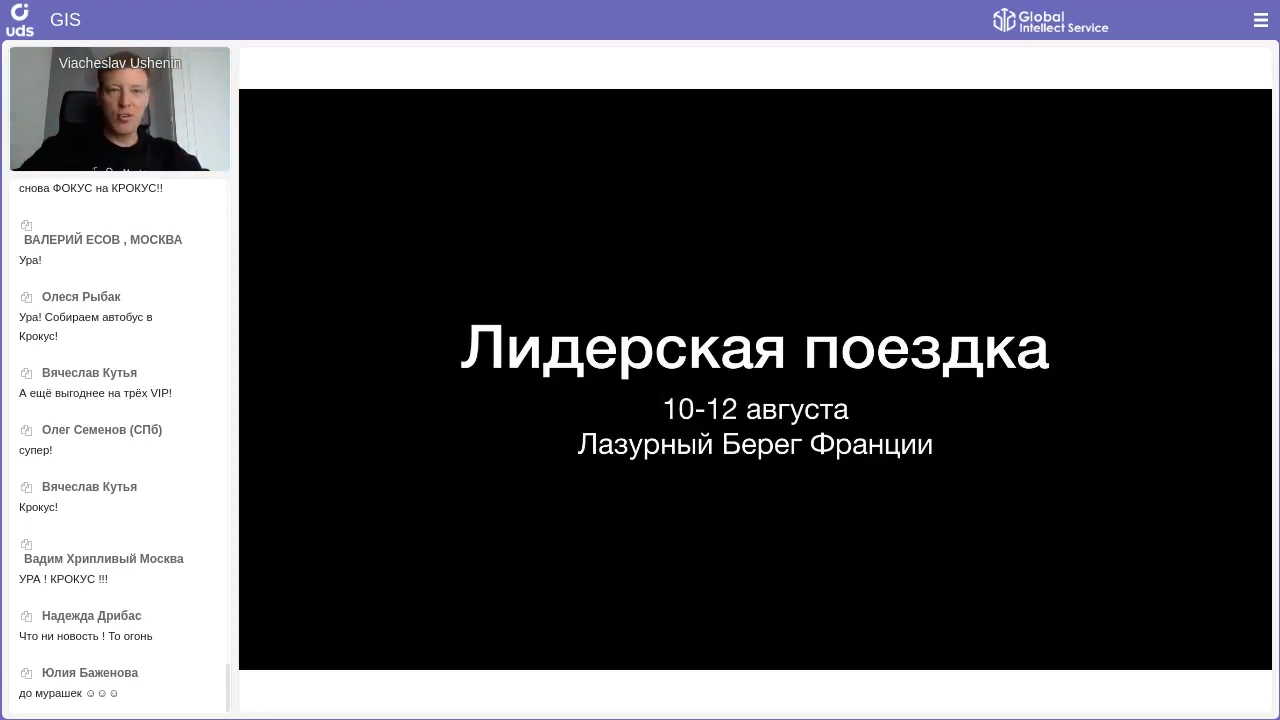 uds
GIS
Global
Intellect Service
Viacheslav Ushenin
снова ФОКУС на КРОКУС!!
ВАЛЕРИЙ ЕСОВ , МОСКВА
Ура!
Олеся Рыбак
Ура! Собираем автобус в
Крокус!
Вячеслав Кутья
А ещё выгоднее на трёх VIP!
Олег Семенов (СПб)
супер!
Вячеслав Кутья
Крокус!
Вадим Хрипливый Москва
УРА ! КРОКУС !!!
Надежда Дрибас
Что ни новость ! То огонь
Юлия Баженова
до мурашек ☺☺☺
Лидерская поездка
10-12 августа
Лазурный Берег Франции